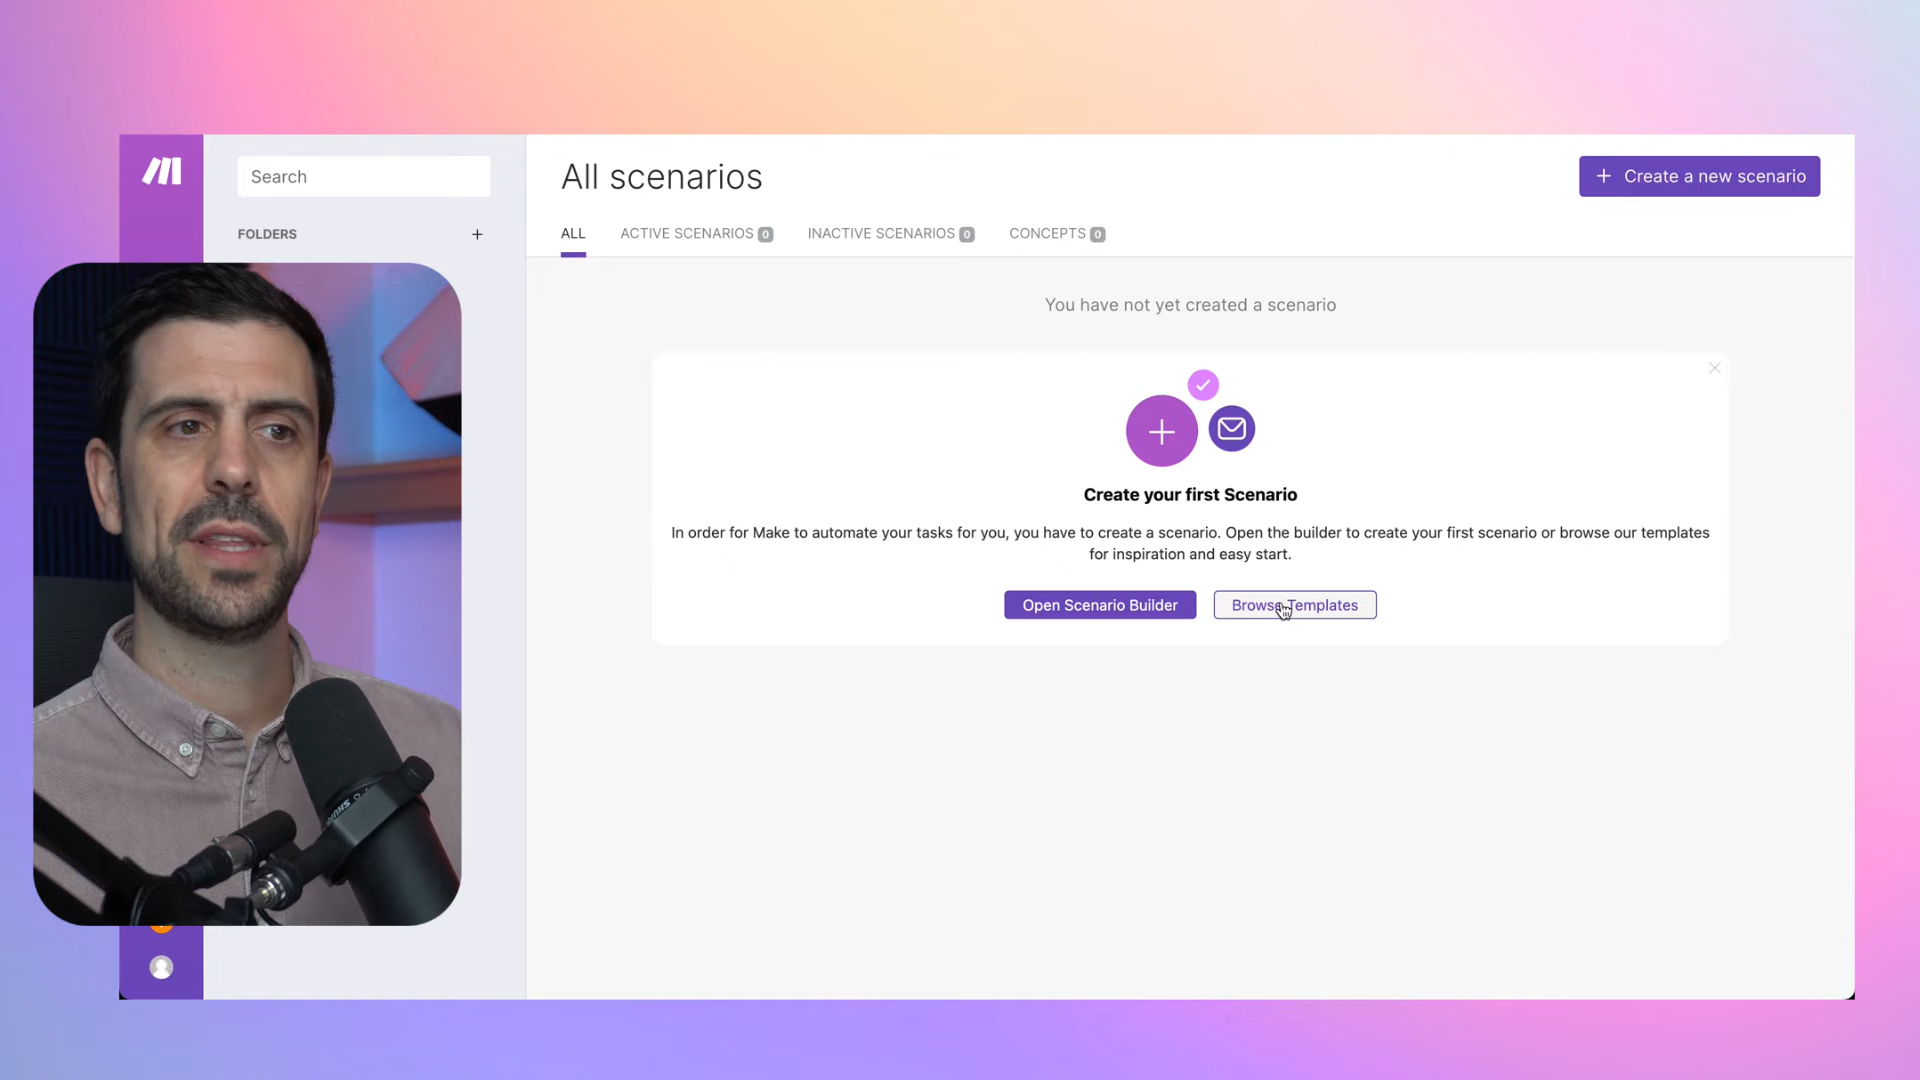 Search
FOLDERS
+
All scenarios
+ Create a new scenario
ALL
ACTIVE SCENARIOS 0
INACTIVE SCENARIOS 0
CONCEPTS 0
You have not yet created a scenario
Create your first Scenario
In order for Make to automate your tasks for you, you have to create a scenario. Open the builder to create your first scenario or browse our templates
for inspiration and easy start.
Open Scenario Builder
Browse Templates
SHURE